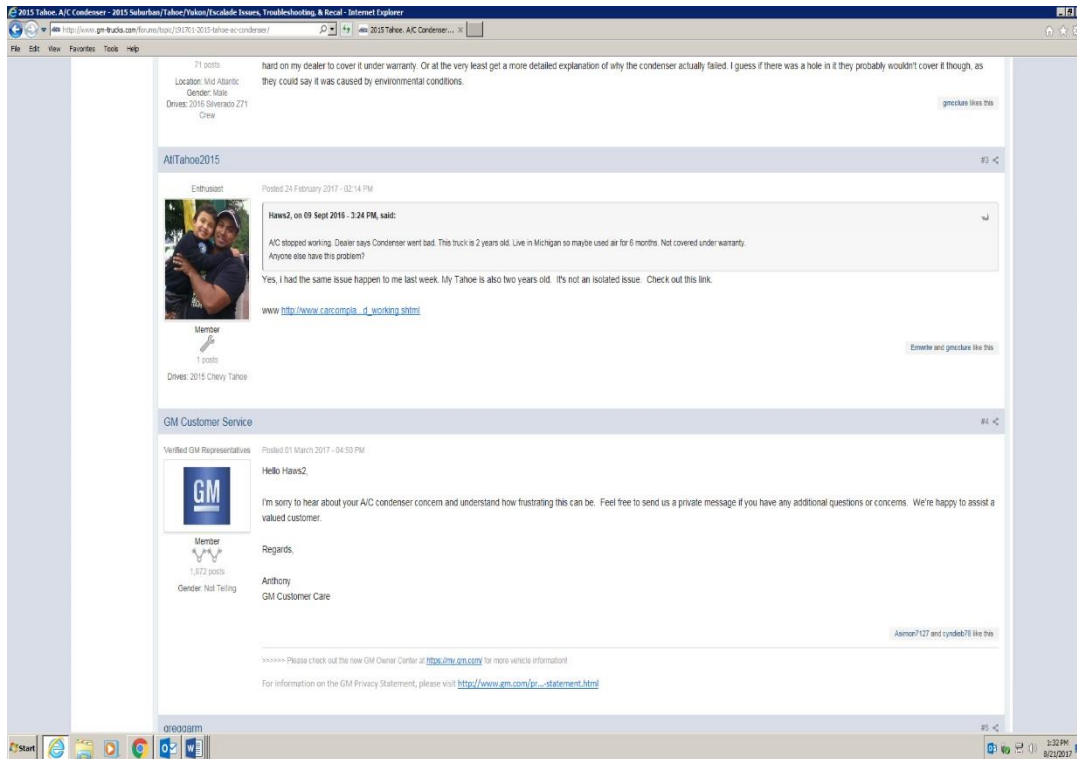 2015 Tahoe. A/C Condenser - 2015 Suburban/Tahoe/Yukon/Escalade Issues, Troubleshooting, & Recal - Internet Explorer
http://www.gm-trucks.com/forums/topic/191701-2015-tahoe-ac-condenser/
2015 Tahoe. A/C Condenser...
File Edit View Favorites Tools Help
71 posts
Location: Mid Atlantic
Gender: Male
Drives: 2016 Silverado Z71
Crew
hard on my dealer to cover it under warranty. Or at the very least get a more detailed explanation of why the condenser actually failed. I guess if there was a hole in it they probably wouldn't cover it though, as
they could say it was caused by environmental conditions.
gmcclure likes this
AtlTahoe2015
#3
Enthusiast
Posted 24 February 2017 - 02:14 PM
Haws2, on 09 Sept 2016 - 3:24 PM, said:
A/C stopped working. Dealer says Condenser went bad. This truck is 2 years old. Live in Michigan so maybe used air for 6 months. Not covered under warranty.
Anyone else have this problem?
Yes, i had the same issue happen to me last week. My Tahoe is also two years old. It's not an isolated issue. Check out this link.
www http://www.carcompla...d_working.shtml
Member
1 posts
Drives: 2015 Chevy Tahoe
Emwrite and gmcclure like this
GM Customer Service
#4
Verified GM Representatives
Posted 01 March 2017 - 04:50 PM
GM
Hello Haws2,
I'm sorry to hear about your A/C condenser concern and understand how frustrating this can be. Feel free to send us a private message if you have any additional questions or concerns. We're happy to assist a
valued customer.
Regards,
Anthony
GM Customer Care
Member
1,072 posts
Gender: Not Telling
Asimon7127 and cyndieb78 like this
>>>>>> Please check out the new GM Owner Center at https://my.gm.com/ for more vehicle information!
For information on the GM Privacy Statement, please visit http://www.gm.com/pr...-statement.html
greggarm
#5
Start
1:32 PM
8/21/2017